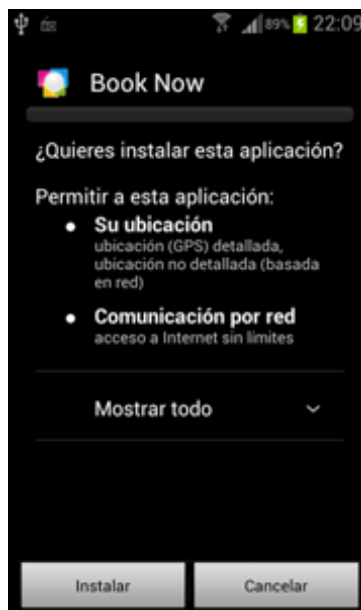 89% 22:09
Book Now
¿Quieres instalar esta aplicación?
Permitir a esta aplicación:
● Su ubicación
ubicación (GPS) detallada,
ubicación no detallada (basada
en red)
● Comunicación por red
acceso a Internet sin límites
Mostrar todo
Instalar Cancelar